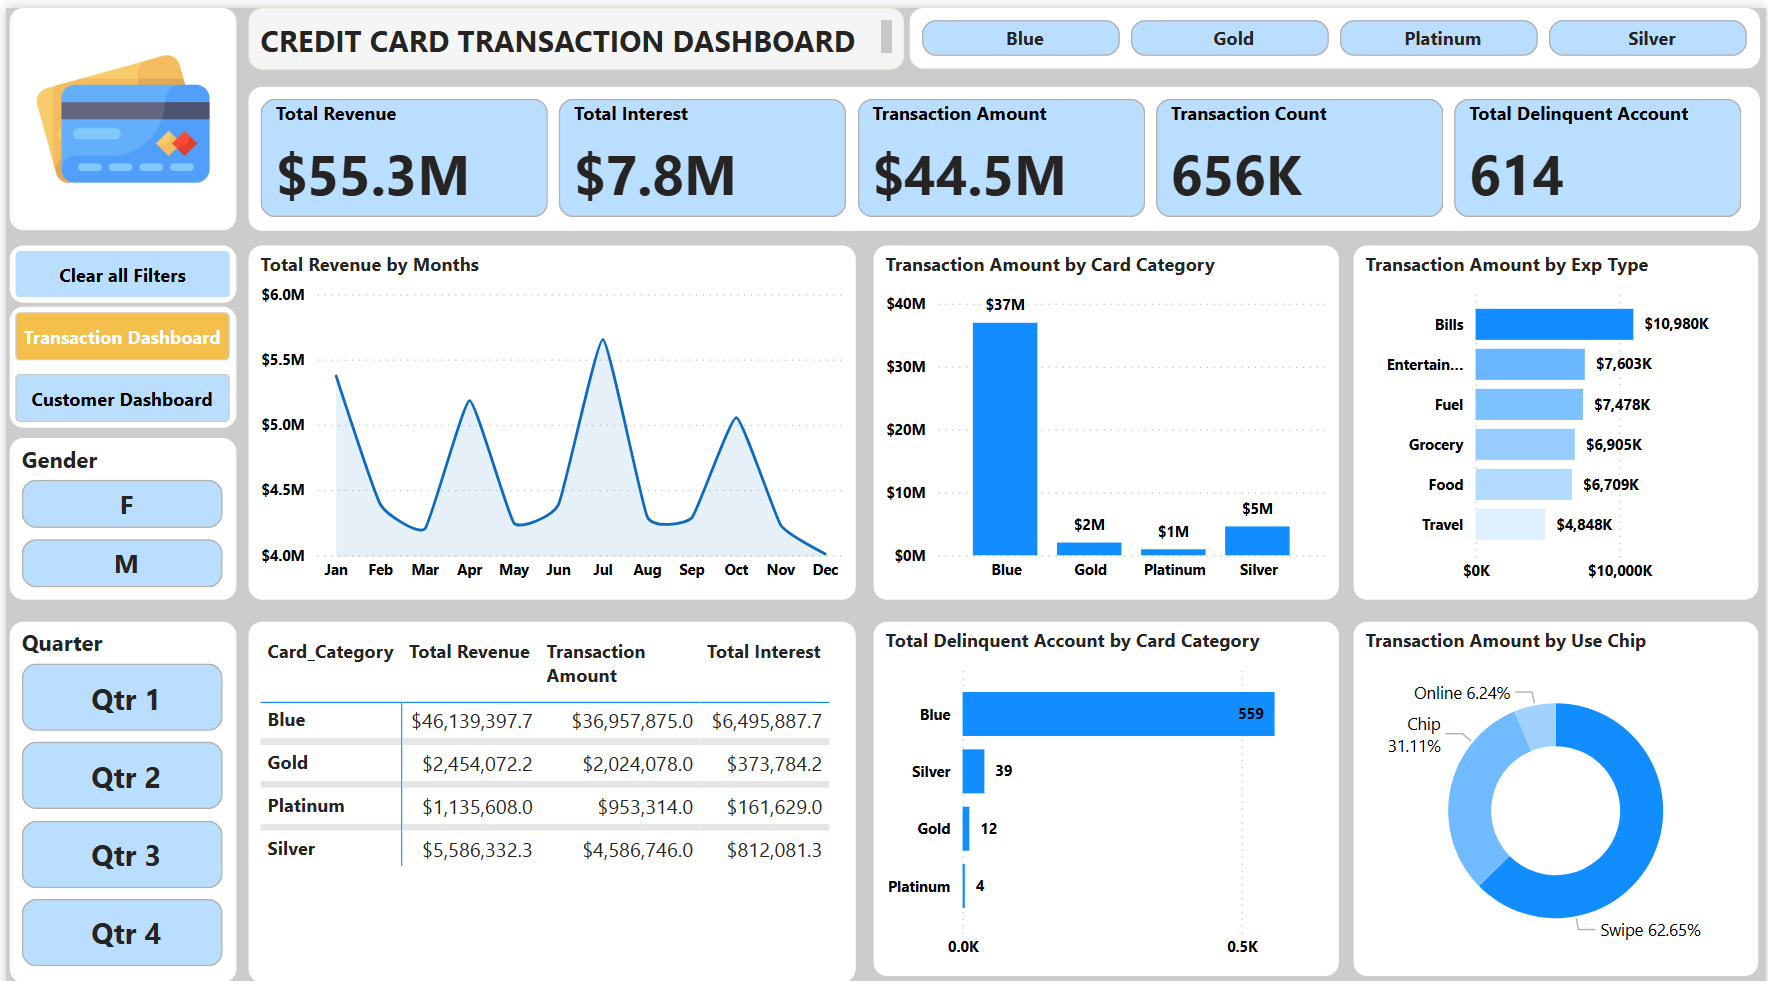 CREDIT CARD TRANSACTION DASHBOARD
Blue
Gold
Platinum
Silver
Total Revenue
$55.3M
Total Interest
$7.8M
Transaction Amount
$44.5M
Transaction Count
656K
Total Delinquent Account
614
Clear all Filters
Transaction Dashboard
Customer Dashboard
Gender
F
M
Quarter
Qtr 1
Qtr 2
Qtr 3
Qtr 4
Total Revenue by Months
$6.0M
$5.5M
$5.0M
$4.5M
$4.0M
Jan Feb Mar Apr May Jun Jul Aug Sep Oct Nov Dec
Transaction Amount by Card Category
$40M
$30M
$20M
$10M
$0M
$37M
$2M
$1M
$5M
Blue Gold Platinum Silver
Transaction Amount by Exp Type
Bills $10,980K
Entertain... $7,603K
Fuel $7,478K
Grocery $6,905K
Food $6,709K
Travel $4,848K
$0K $10,000K
Card_Category Total Revenue Transaction Amount Total Interest
Blue $46,139,397.7 $36,957,875.0 $6,495,887.7
Gold $2,454,072.2 $2,024,078.0 $373,784.2
Platinum $1,135,608.0 $953,314.0 $161,629.0
Silver $5,586,332.3 $4,586,746.0 $812,081.3
Total Delinquent Account by Card Category
Blue 559
Silver 39
Gold 12
Platinum 4
0.0K 0.5K
Transaction Amount by Use Chip
Online 6.24%
Chip
31.11%
Swipe 62.65%